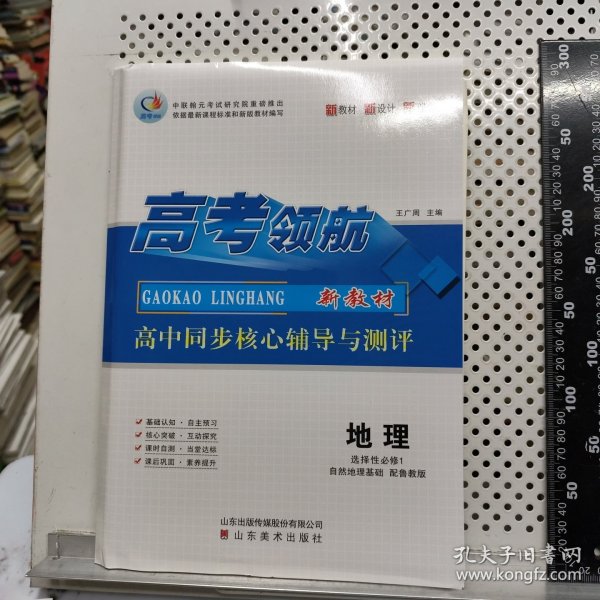 中联翰元考试研究院重磅推出
依据最新课程标准和新版教材编写
新教材 新设计 新
高考领航
王广周 主编
GAOKAO LINGHANG
新教材
高中同步核心辅导与测评
基础认知·自主预习
核心突破·互动探究
课时自测·当堂达标
课后巩固·素养提升
地理
选择性必修1
自然地理基础 配鲁教版
山东出版传媒股份有限公司
山东美术出版社
孔夫子旧书网
www.kongfz.com